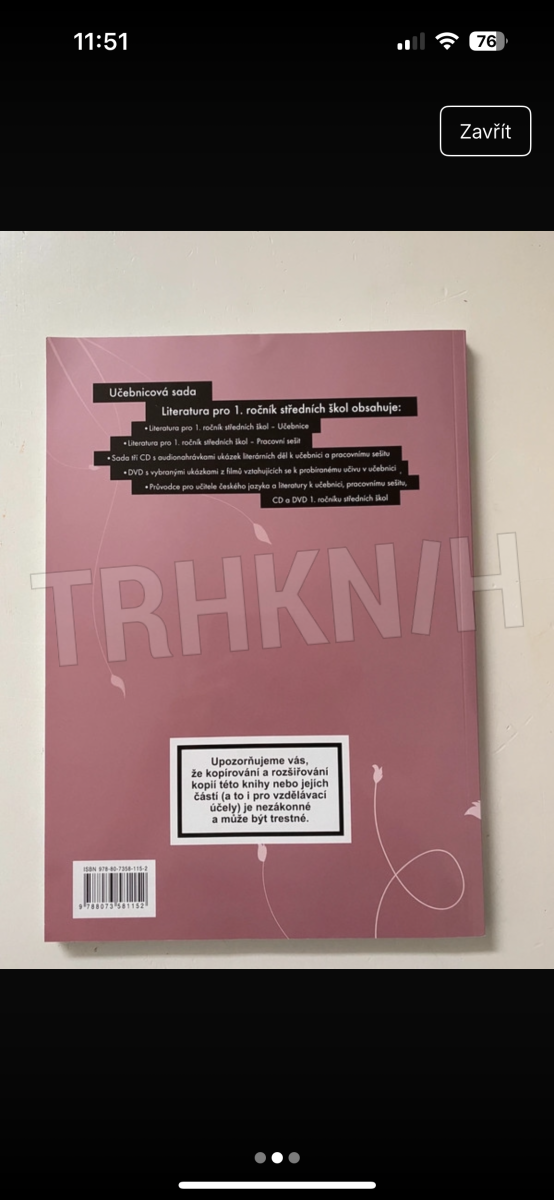 11:51
76
Zavřít
Učebnicová sada
Literatura pro 1. ročník středních škol obsahuje:
• Literatura pro 1. ročník středních škol – Učebnice
• Literatura pro 1. ročník středních škol – Pracovní sešit
• Sada tří CD s audionahrávkami ukázek literárních děl k učebnici a pracovnímu sešitu
• DVD s vybranými ukázkami z filmů vztahujících se k probíranému učivu v učebnici
• Průvodce pro učitele českého jazyka a literatury k učebnici, pracovnímu sešitu,
CD a DVD 1. ročníku středních škol
TRHKNIH
Upozorňujeme vás,
že kopírování a rozšiřování
kopií této knihy nebo jejich
částí (a to i pro vzdělávací
účely) je nezákonné
a může být trestné.
ISBN 978-80-7358-115-2
9 788073 581152